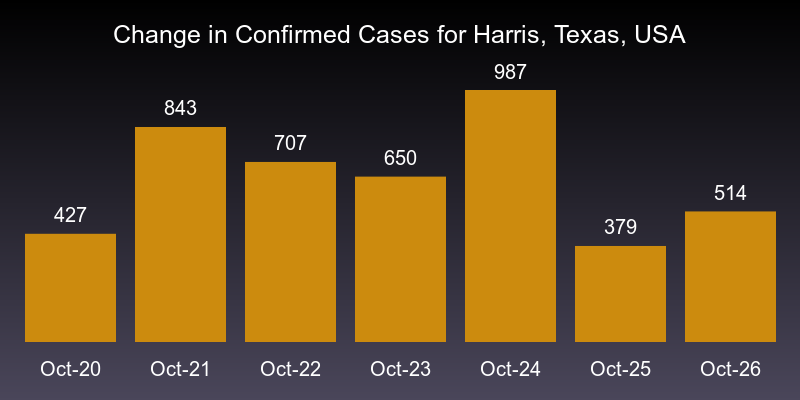 Change in Confirmed Cases for Harris, Texas, USA
427
843
707
650
987
379
514
Oct-20
Oct-21
Oct-22
Oct-23
Oct-24
Oct-25
Oct-26